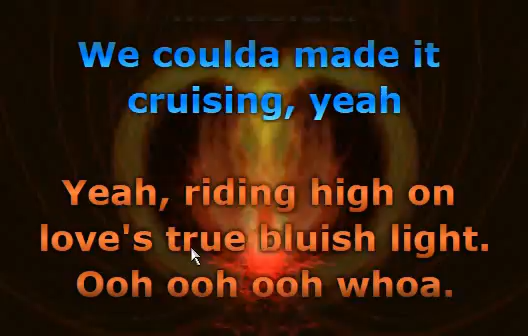 We coulda made it
cruising, yeah
Yeah, riding high on
love's true bluish light.
Ooh ooh ooh whoa.